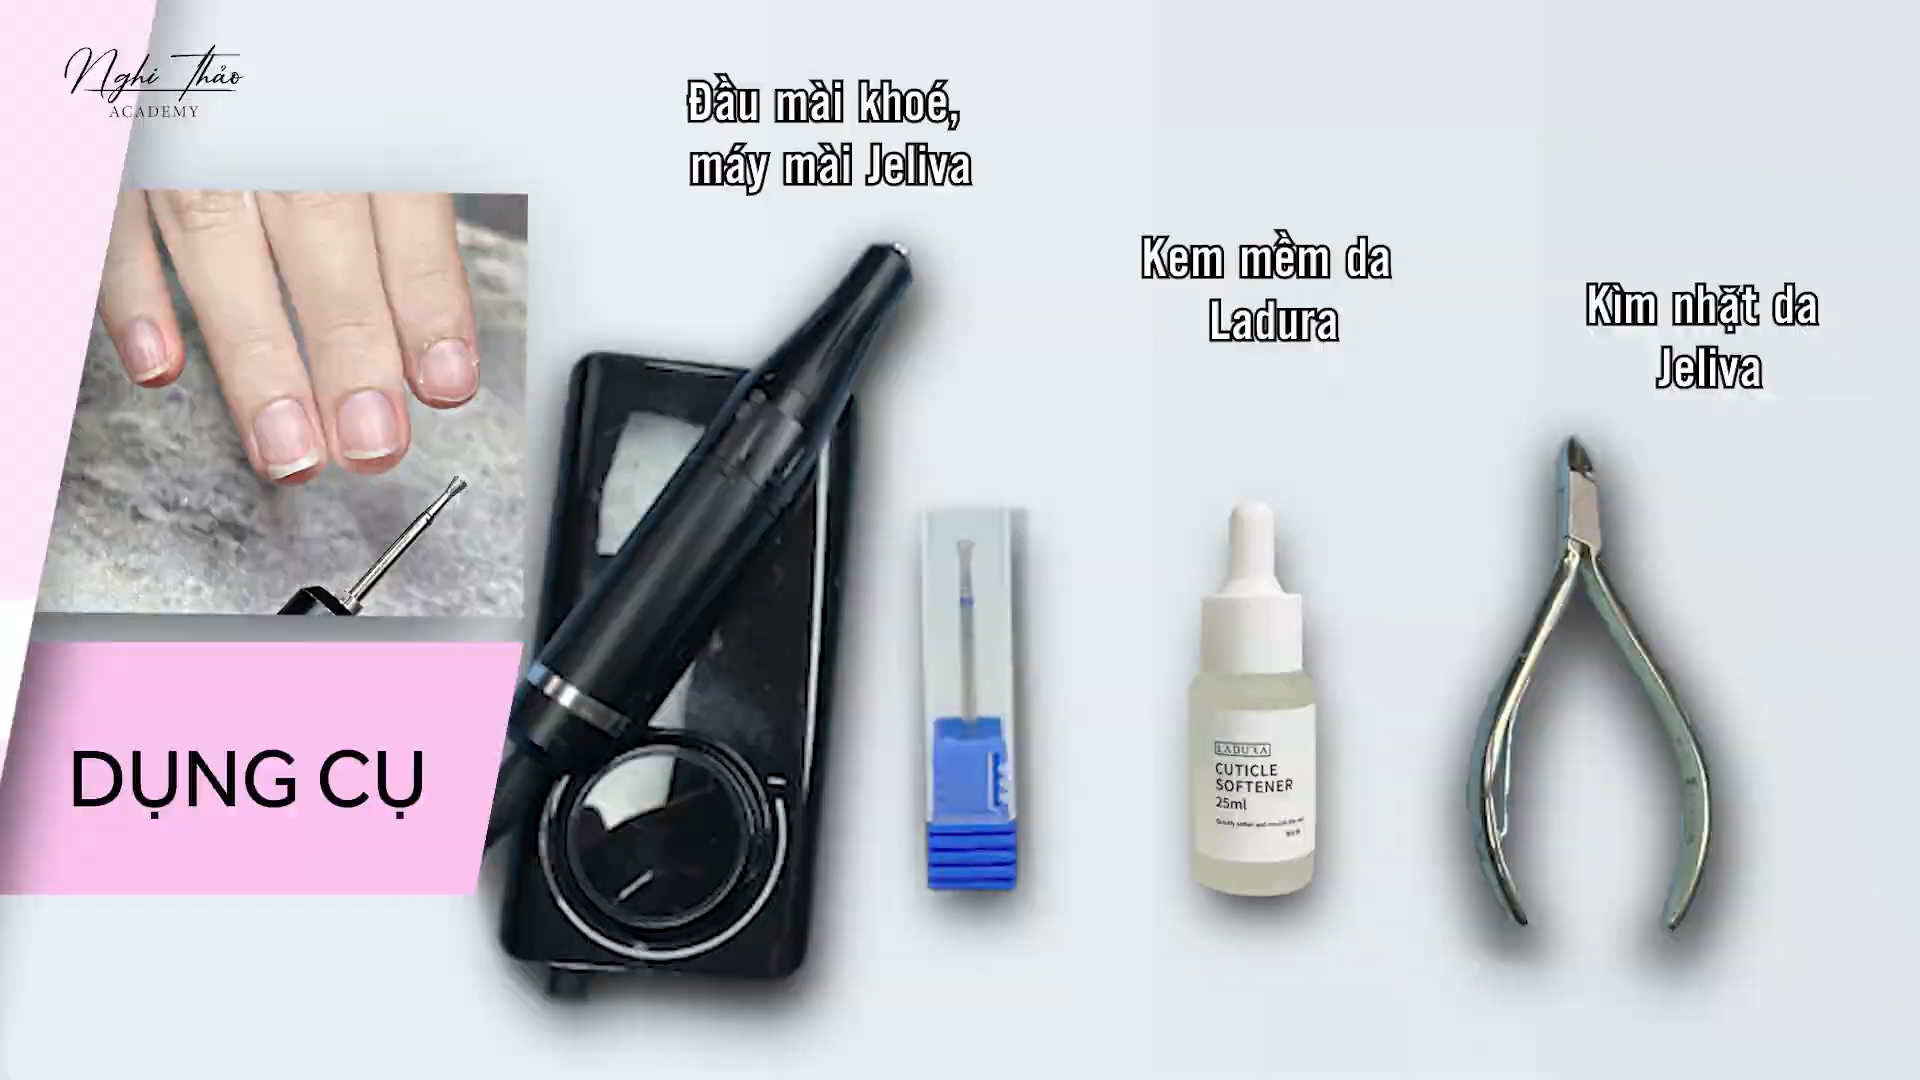 Nghi Thảo
ACADEMY
Đầu mài khoé,
máy mài Jeliva
Kem mềm da
Ladura
Kìm nhặt da
Jeliva
DỤNG CỤ
LADURA
CUTICLE
SOFTENER
25ml